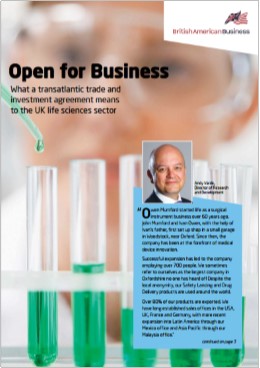 BritishAmericanBusiness
Open for Business
What a transatlantic trade and
investment agreement means
to the UK life sciences sector
Director of Research
and Development
"Owen Mumford started life as a surgical
instrument business over 60 years ago.
John Mumford and Ivan Owen, with the help of
Ivan's father, first set up shop in a small garage
in Woodstock, near Oxford. Since then, the
company has been at the forefront of medical
device innovation.
Successful expansion has led to the company
employing over 700 people. We sometimes
refer to ourselves as the largest company in
Oxfordshire no one has heard of! Despite the
local anonymity, our Safety Lancing and Drug
Delivery products are used around the world.
Over 80% of our products are exported. We
have long established sales offices in the USA,
UK, France and Germany, with more recent
expansion into Latin America through our
Mexico office and Asia Pacific through our
Malaysia office."
continued on page 3